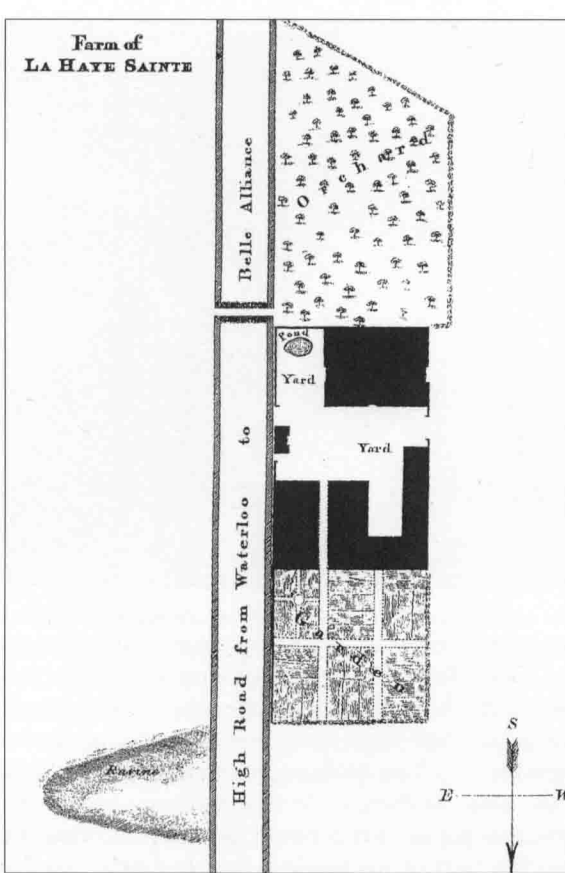 Farm of
LA HAYE SAINTE
Orchard
Pond
Yard
Yard
High Road from Waterloo to Belle Alliance
Garden
Ravine
S
E W